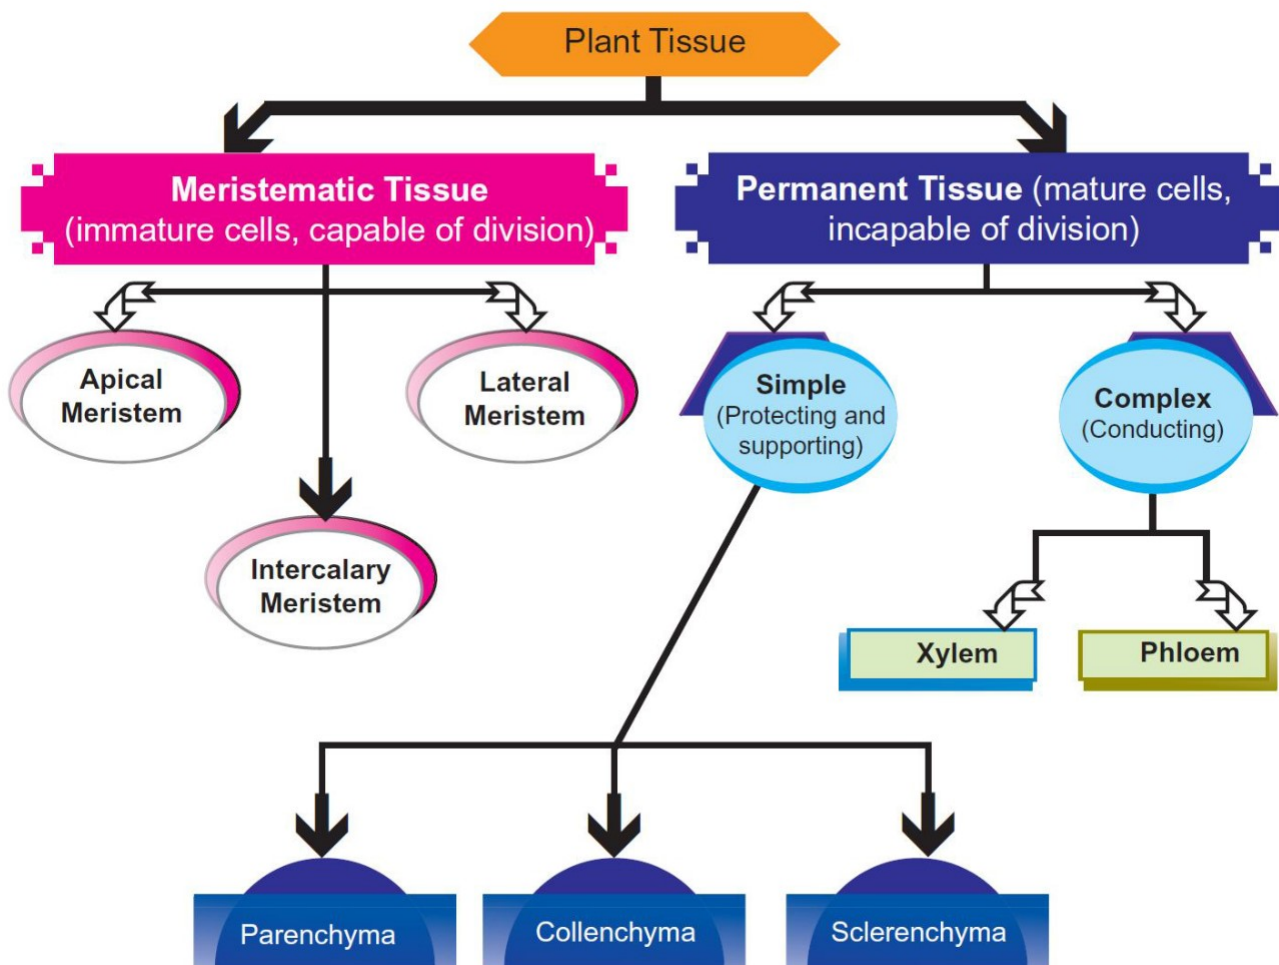 Plant Tissue
Meristematic Tissue
(immature cells, capable of division)
Permanent Tissue (mature cells,
incapable of division)
Apical
Meristem
Lateral
Meristem
Intercalary
Meristem
Simple
(Protecting and
supporting)
Complex
(Conducting)
Xylem
Phloem
Parenchyma
Collenchyma
Sclerenchyma